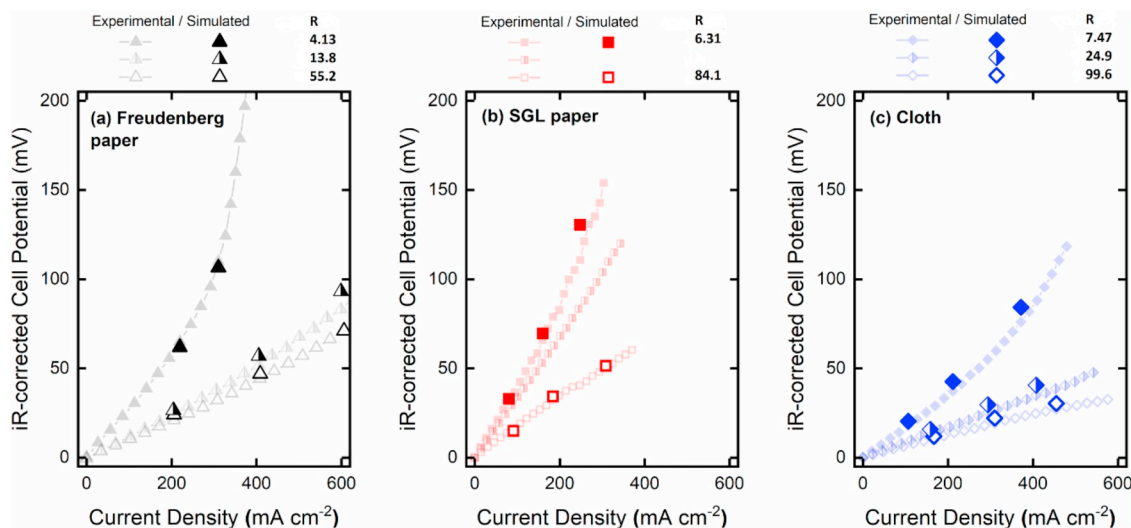 Experimental / Simulated R
4.13
13.8
55.2
Experimental / Simulated R
6.31
84.1
Experimental / Simulated R
7.47
24.9
99.6
200
150
100
50
0
iR-corrected Cell Potential (mV)
(a) Freudenberg
paper
0 200 400 600
Current Density (mA cm⁻²)
200
150
100
50
0
iR-corrected Cell Potential (mV)
(b) SGL paper
0 200 400 600
Current Density (mA cm⁻²)
200
150
100
50
0
iR-corrected Cell Potential (mV)
(c) Cloth
0 200 400 600
Current Density (mA cm⁻²)